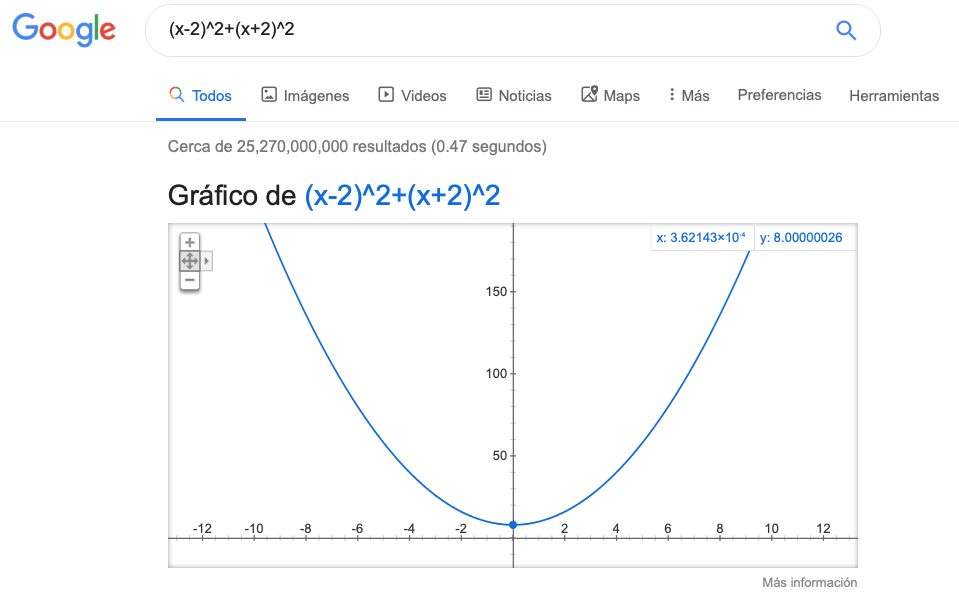 Google (x-2)^2+(x+2)^2
Todos Imágenes Videos Noticias Maps Más Preferencias Herramientas
Cerca de 25,270,000,000 resultados (0.47 segundos)
Gráfico de (x-2)^2+(x+2)^2
x: 3.62143×10⁻⁴ y: 8.00000026
+
−
150
100
50
-12 -10 -8 -6 -4 -2 2 4 6 8 10 12
Más información